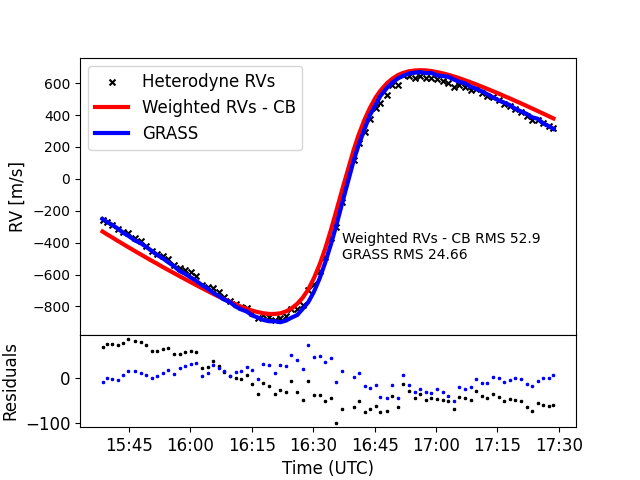 Heterodyne RVs
Weighted RVs - CB
GRASS
600
400
200
0
−200
−400
−600
−800
RV [m/s]
Weighted RVs - CB RMS 52.9
GRASS RMS 24.66
0
−100
Residuals
15:45 16:00 16:15 16:30 16:45 17:00 17:15 17:30
Time (UTC)